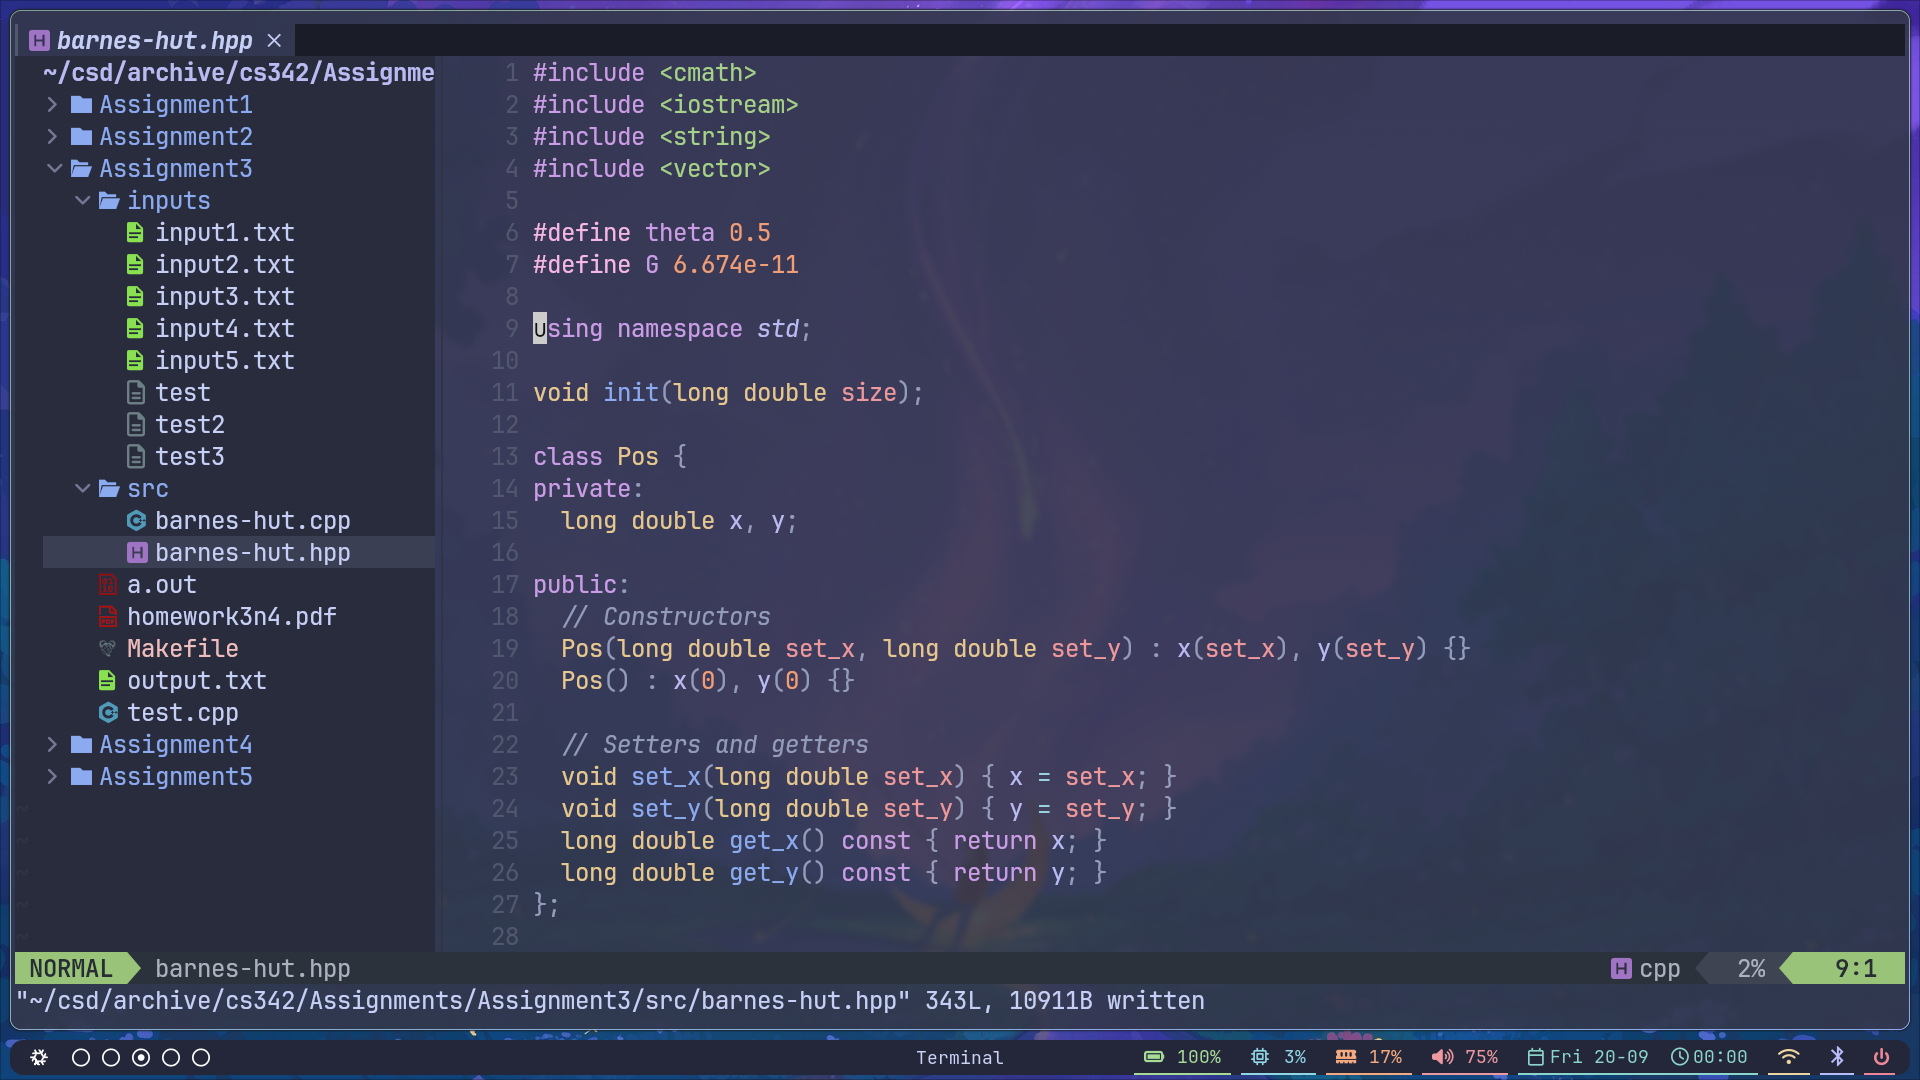 barnes-hut.hpp ×
~/csd/archive/cs342/Assignme
Assignment1
Assignment2
Assignment3
inputs
input1.txt
input2.txt
input3.txt
input4.txt
input5.txt
test
test2
test3
src
barnes-hut.cpp
barnes-hut.hpp
a.out
homework3n4.pdf
Makefile
output.txt
test.cpp
Assignment4
Assignment5
1 #include <cmath>
2 #include <iostream>
3 #include <string>
4 #include <vector>
5
6 #define theta 0.5
7 #define G 6.674e-11
8
9 using namespace std;
10
11 void init(long double size);
12
13 class Pos {
14 private:
15   long double x, y;
16
17 public:
18   // Constructors
19   Pos(long double set_x, long double set_y) : x(set_x), y(set_y) {}
20   Pos() : x(0), y(0) {}
21
22   // Setters and getters
23   void set_x(long double set_x) { x = set_x; }
24   void set_y(long double set_y) { y = set_y; }
25   long double get_x() const { return x; }
26   long double get_y() const { return y; }
27 };
28
NORMAL barnes-hut.hpp cpp 2% 9:1
"~/csd/archive/cs342/Assignments/Assignment3/src/barnes-hut.hpp" 343L, 10911B written
Terminal 100% 3% 17% 75% Fri 20-09 00:00